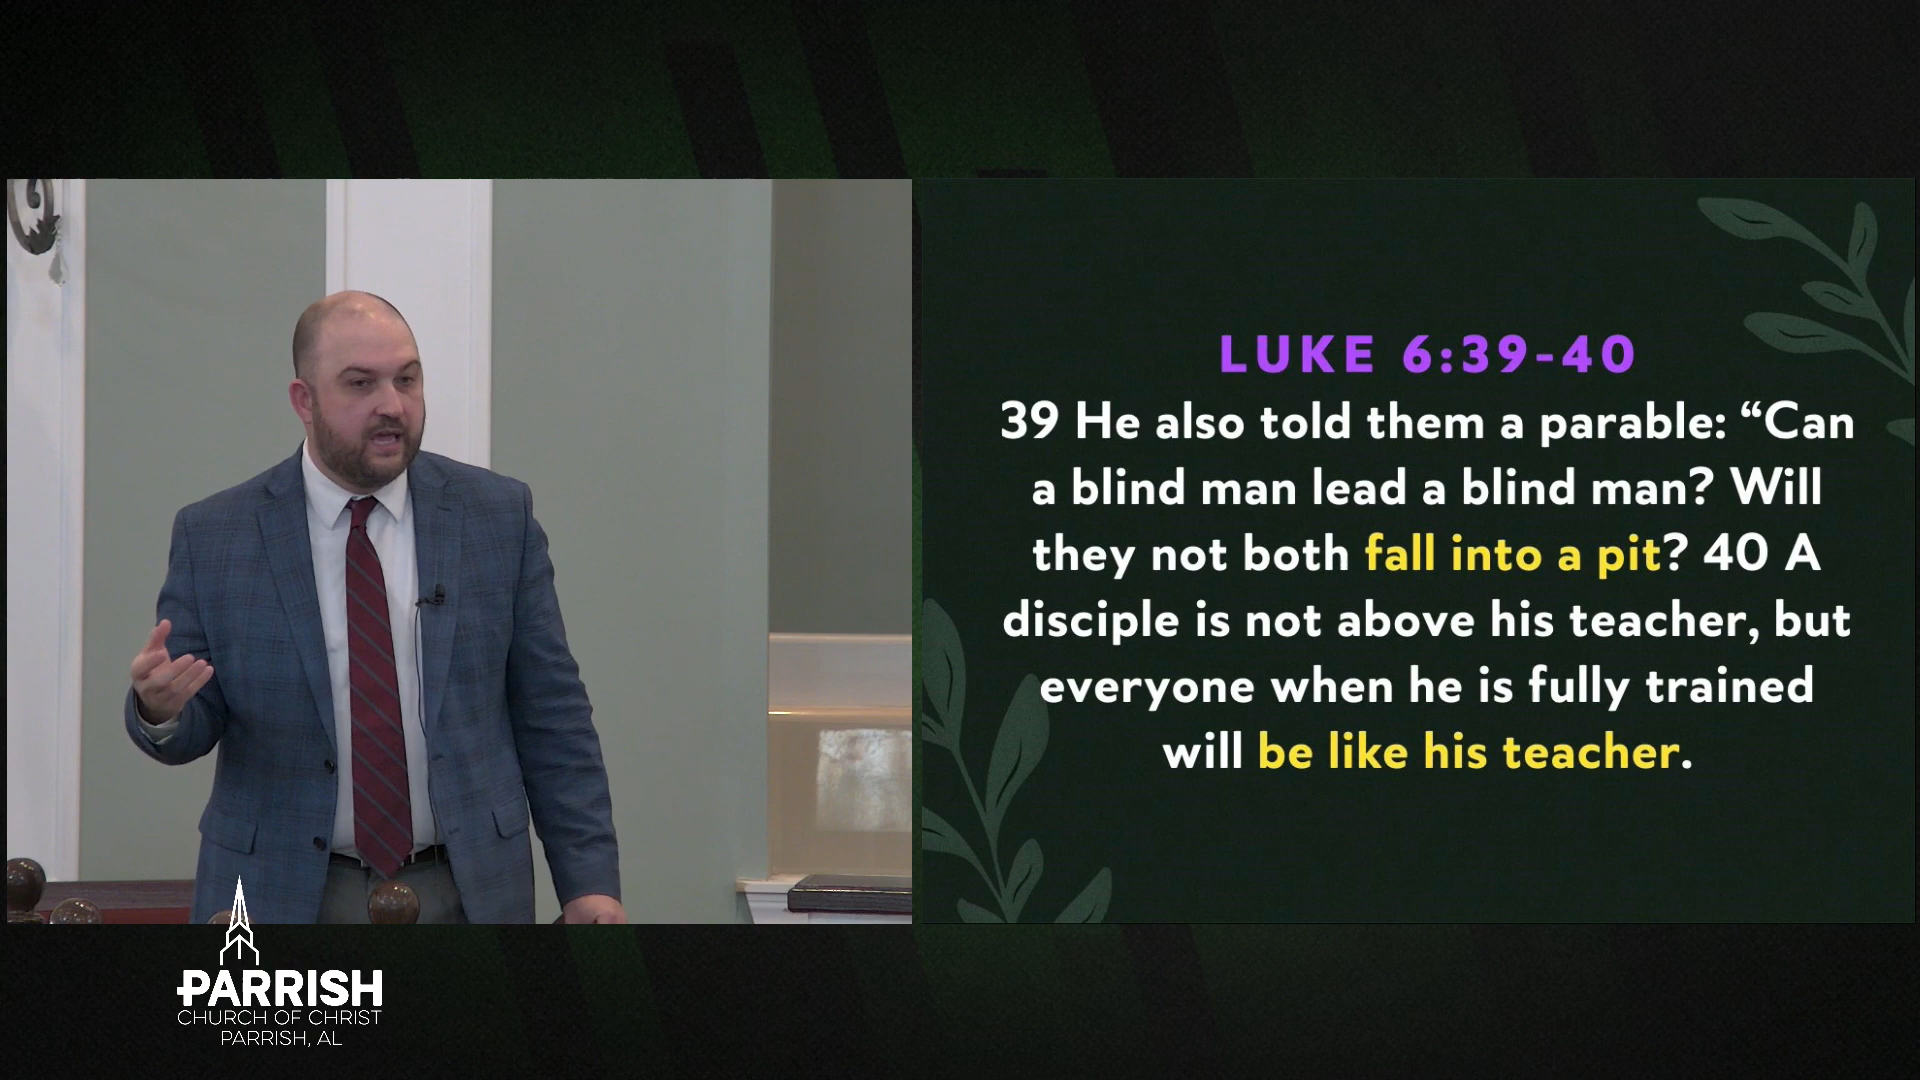 LUKE 6:39-40
39 He also told them a parable: “Can
a blind man lead a blind man? Will
they not both fall into a pit? 40 A
disciple is not above his teacher, but
everyone when he is fully trained
will be like his teacher.
PARRISH
CHURCH OF CHRIST
PARRISH, AL